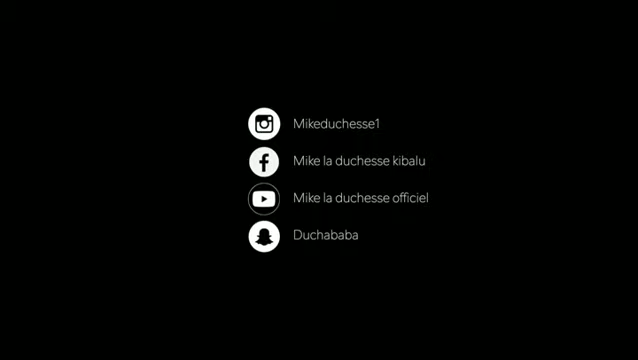 Mikeduchesse1
Mike la duchesse kibalu
Mike la duchesse officiel
Duchababa